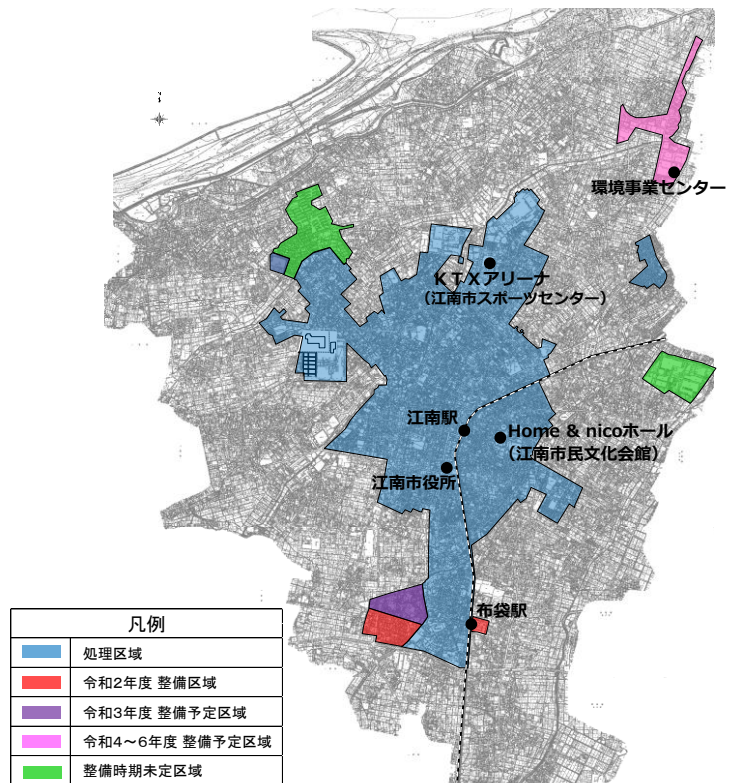 環境事業センター
KTXアリーナ
（江南市スポーツセンター）
江南駅
Home & nicoホール
（江南市民文化会館）
江南市役所
布袋駅
凡例
処理区域
令和2年度 整備区域
令和3年度 整備予定区域
令和4～6年度 整備予定区域
整備時期未定区域